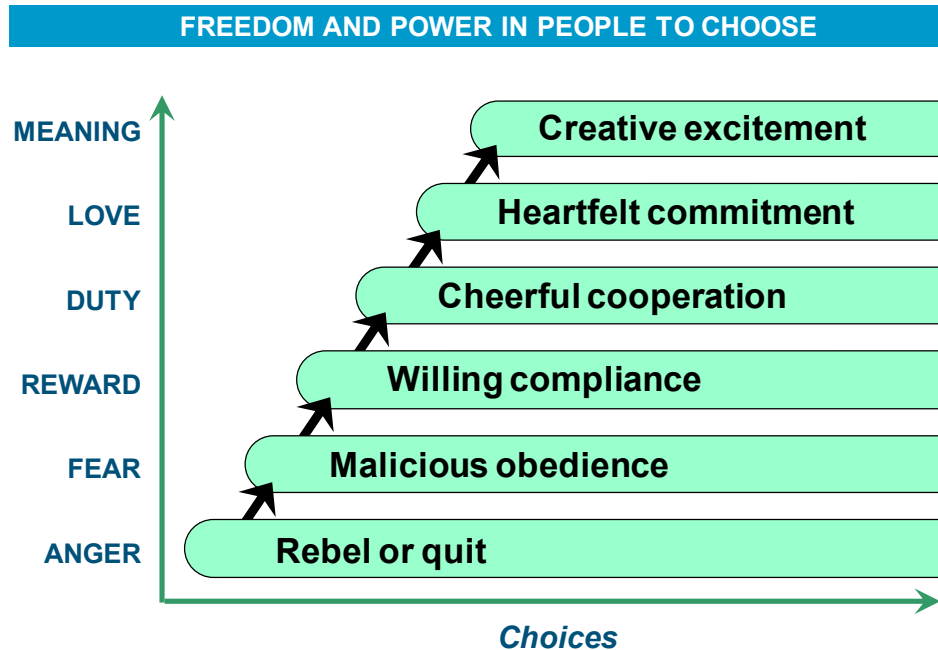 FREEDOM AND POWER IN PEOPLE TO CHOOSE
MEANING
Creative excitement
LOVE
Heartfelt commitment
DUTY
Cheerful cooperation
REWARD
Willing compliance
FEAR
Malicious obedience
ANGER
Rebel or quit
Choices